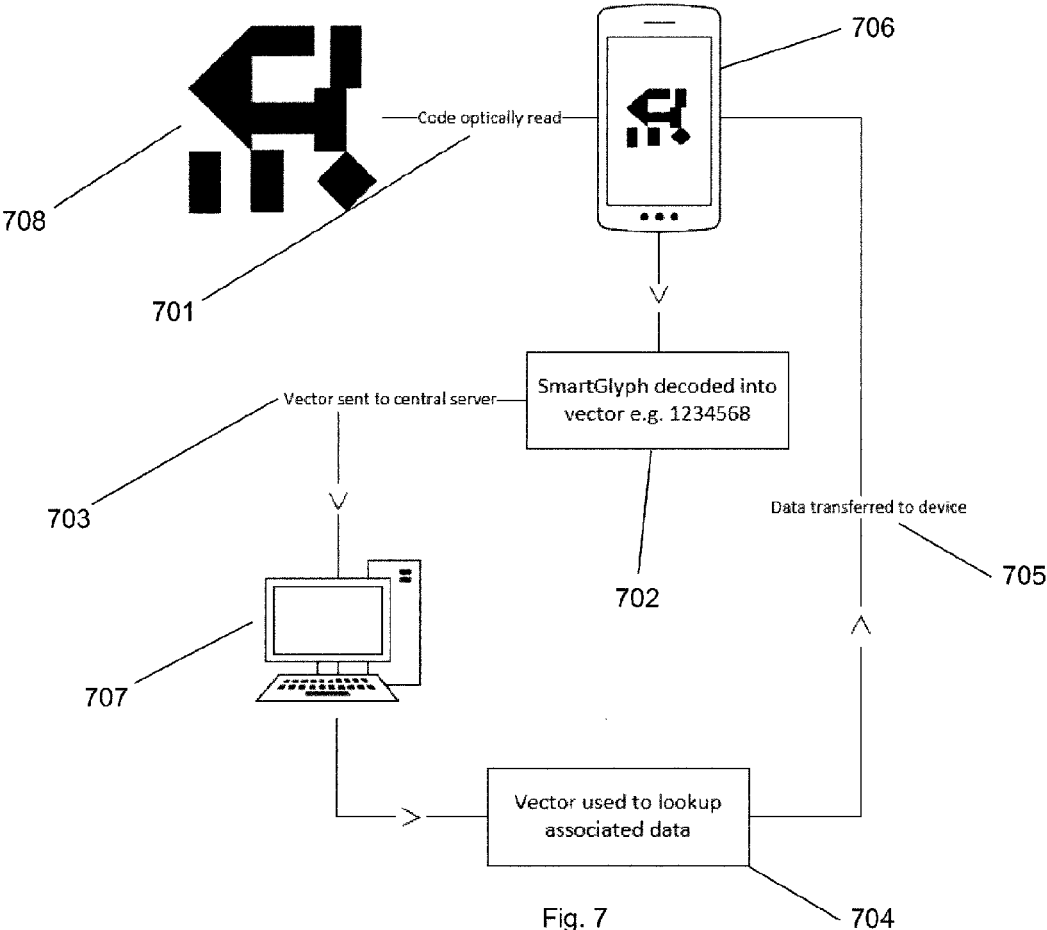 706
Code optically read
708
701
SmartGlyph decoded into
vector e.g. 1234568
Vector sent to central server
703
Data transferred to device
705
702
707
Vector used to lookup
associated data
Fig. 7
704